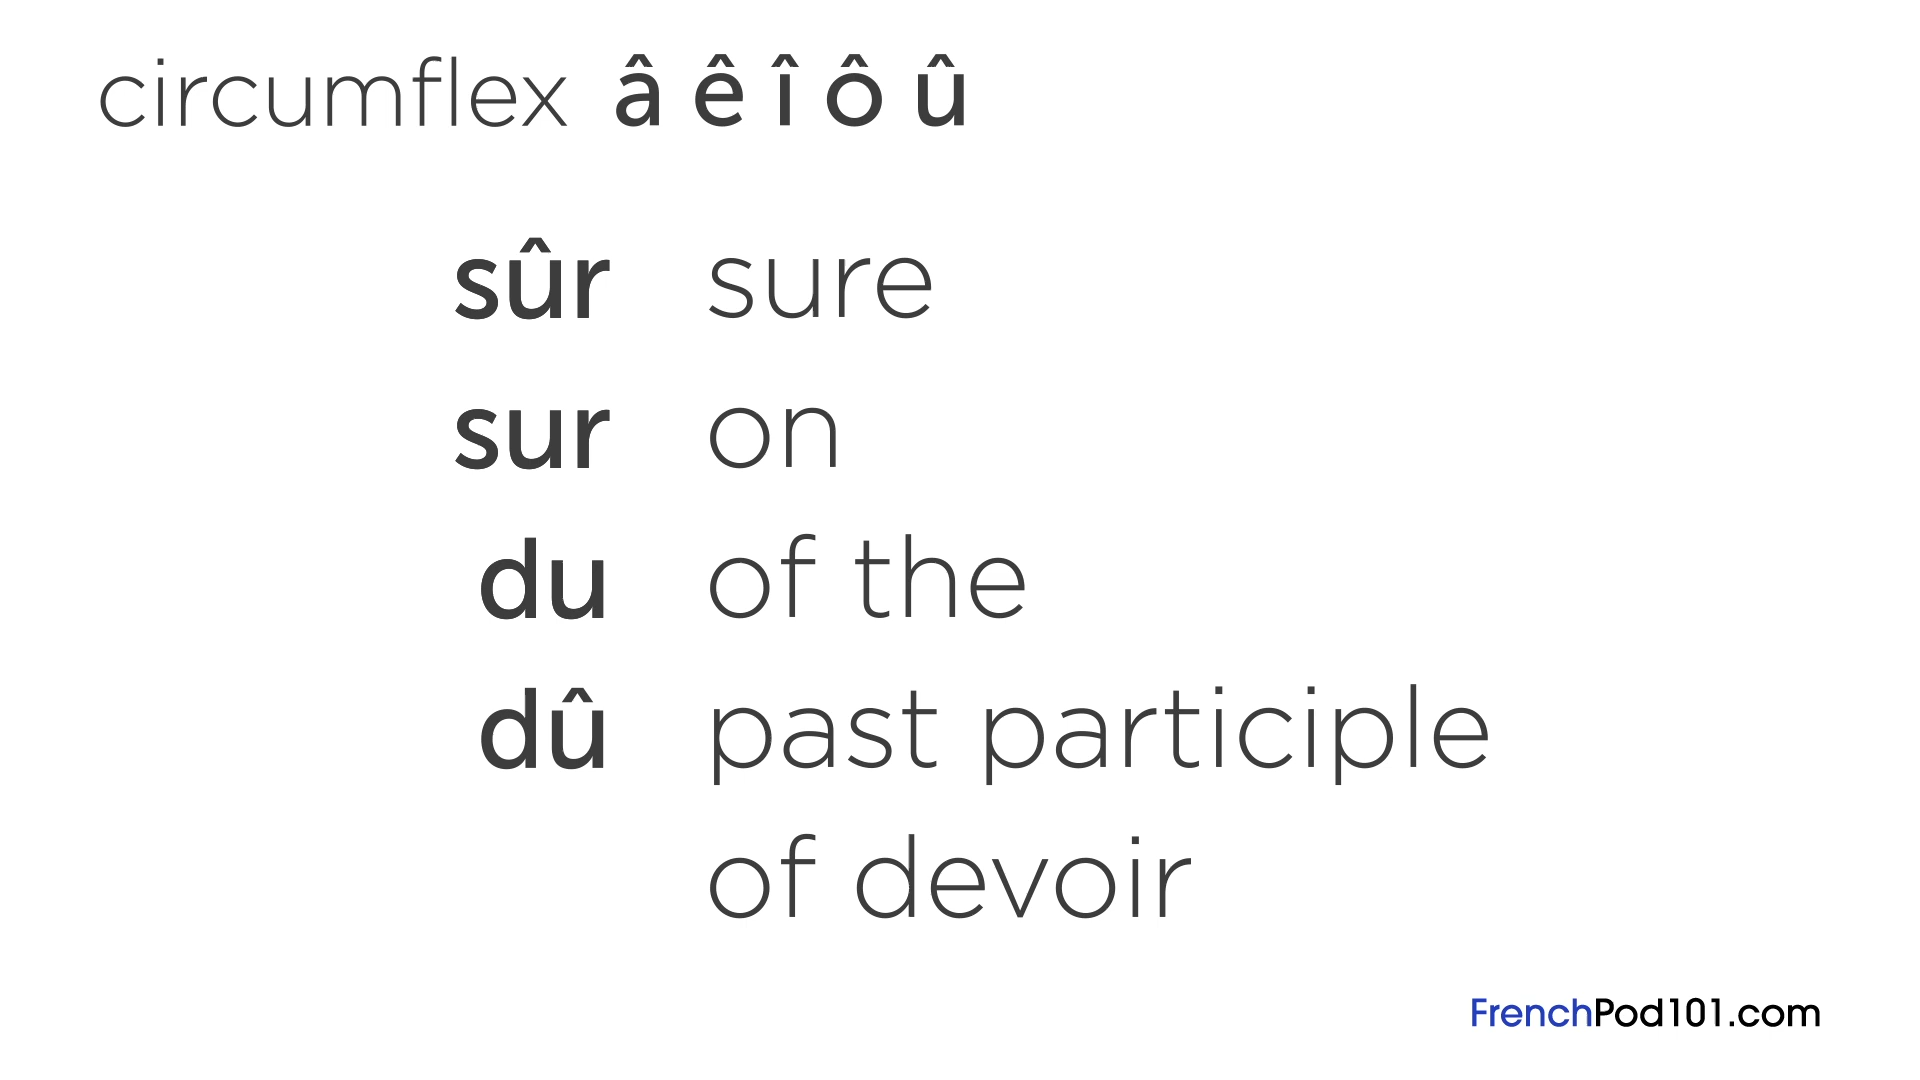 circumflex â ê î ô û
sûr sure
sur on
du of the
dû past participle
of devoir
FrenchPod101.com